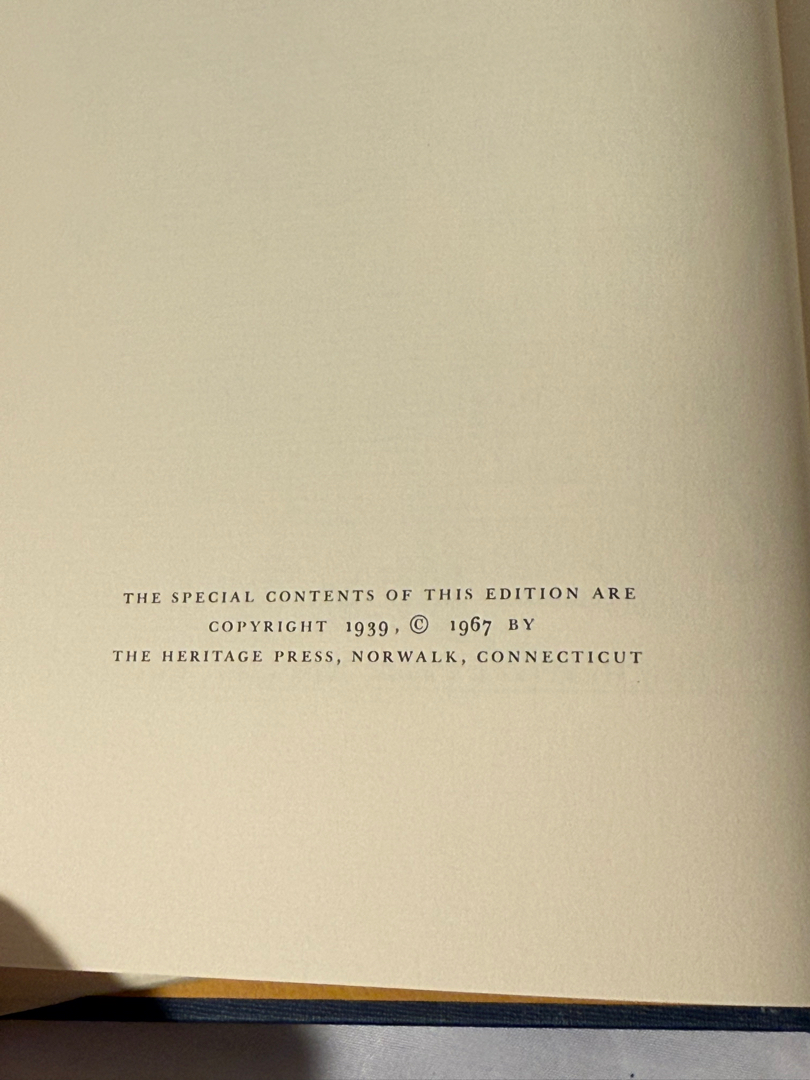 THE SPECIAL CONTENTS OF THIS EDITION ARE
COPYRIGHT 1939, © 1967 BY
THE HERITAGE PRESS, NORWALK, CONNECTICUT